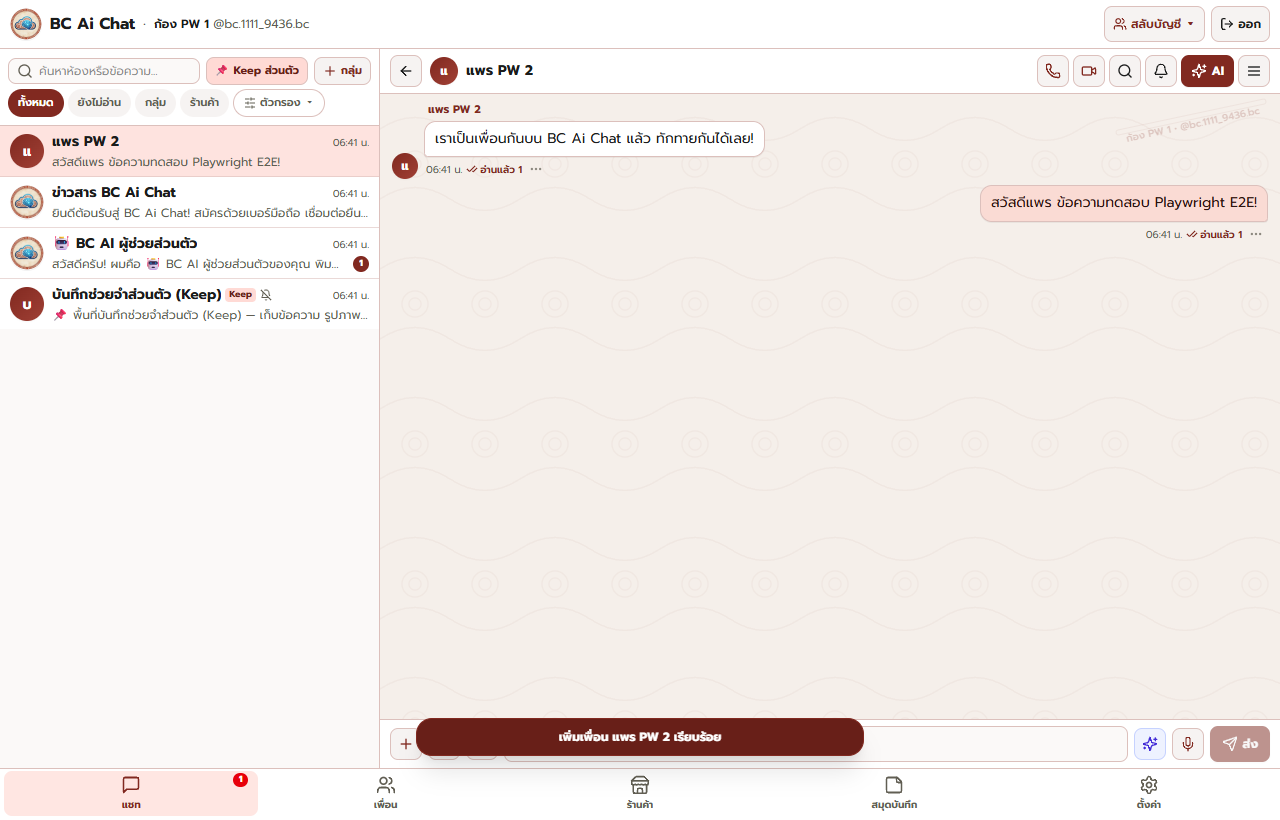 BC Ai Chat · ก้อง PW 1 @bc.1111_9436.bc
สลับบัญชี
ออก
ค้นหาห้องหรือข้อความ...
Keep ส่วนตัว
กลุ่ม
ทั้งหมด
ยังไม่อ่าน
กลุ่ม
ร้านค้า
ตัวกรอง
แ
แพร PW 2
06:41 น.
สวัสดีแพร ข้อความทดสอบ Playwright E2E!
ข่าวสาร BC Ai Chat
06:41 น.
ยินดีต้อนรับสู่ BC Ai Chat! สมัครด้วยเบอร์มือถือ เชื่อมต่อยืน...
BC AI ผู้ช่วยส่วนตัว
06:41 น.
สวัสดีครับ! ผมคือ 🤖 BC AI ผู้ช่วยส่วนตัวของคุณ พิม...
1
บ
บันทึกช่วยจำส่วนตัว (Keep)
Keep
06:41 น.
📌 พื้นที่บันทึกช่วยจำส่วนตัว (Keep) — เก็บข้อความ รูปภาพ...
แ
แพร PW 2
AI
แพร PW 2
เราเป็นเพื่อนกันบน BC Ai Chat แล้ว ทักทายกันได้เลย!
แ
06:41 น. อ่านแล้ว 1 ···
ก้อง PW 1 · @bc.1111_9436.bc
สวัสดีแพร ข้อความทดสอบ Playwright E2E!
06:41 น. อ่านแล้ว 1 ···
เพิ่มเพื่อน แพร PW 2 เรียบร้อย
ส่ง
แชท
1
เพื่อน
ร้านค้า
สมุดบันทึก
ตั้งค่า